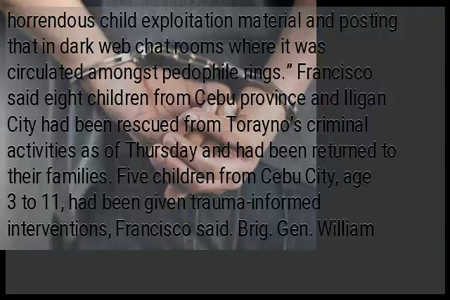 horrendous child exploitation material and posting
that in dark web chat rooms where it was
circulated amongst pedophile rings.” Francisco
said eight children from Cebu province and Iligan
City had been rescued from Torayno’s criminal
activities as of Thursday and had been returned to
their families. Five children from Cebu City, age
3 to 11, had been given trauma-informed
interventions, Francisco said. Brig. Gen. William